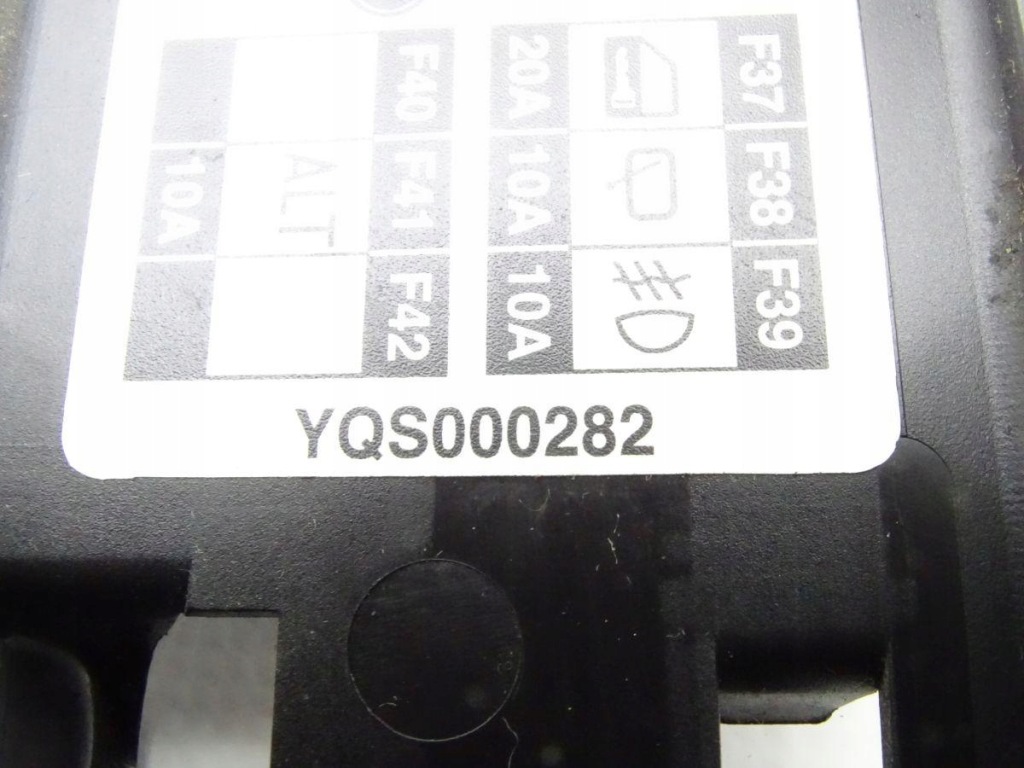 F37 20A
F38 10A
F39 10A
F40
F41 ALT 10A
F42
YQS000282